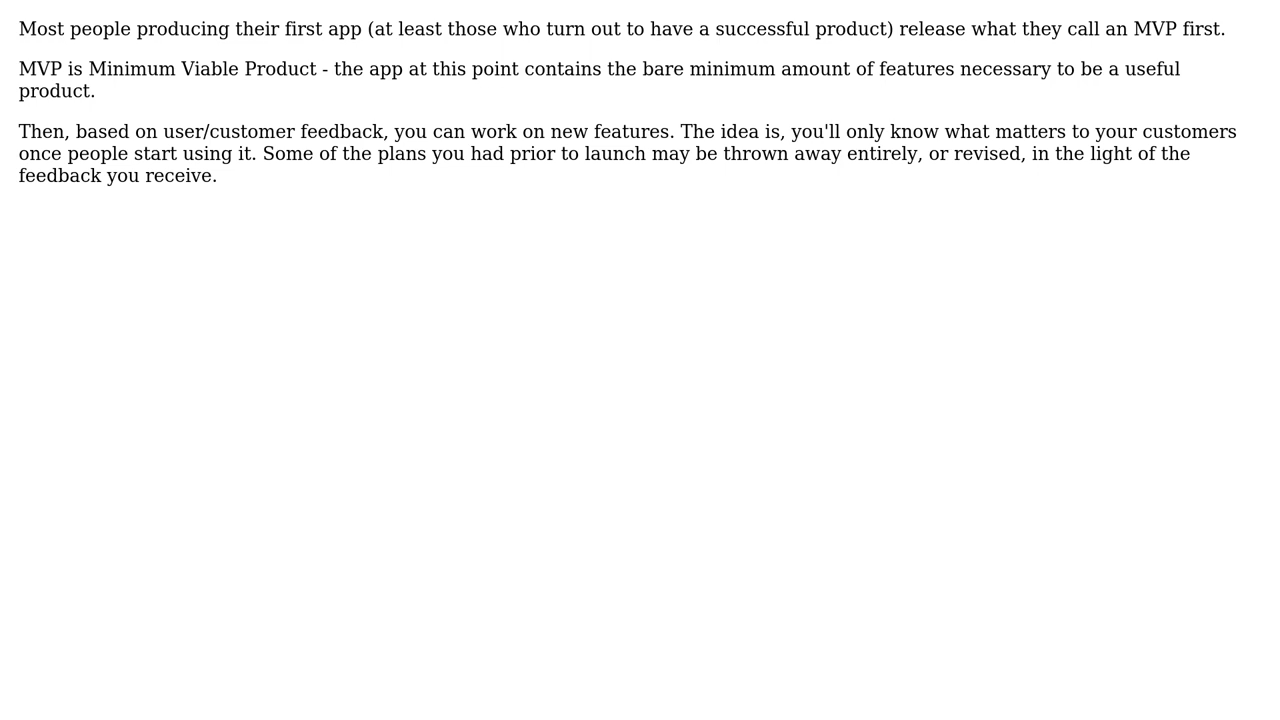 Most people producing their first app (at least those who turn out to have a successful product) release what they call an MVP first.
MVP is Minimum Viable Product - the app at this point contains the bare minimum amount of features necessary to be a useful
product.
Then, based on user/customer feedback, you can work on new features. The idea is, you'll only know what matters to your customers
once people start using it. Some of the plans you had prior to launch may be thrown away entirely, or revised, in the light of the
feedback you receive.